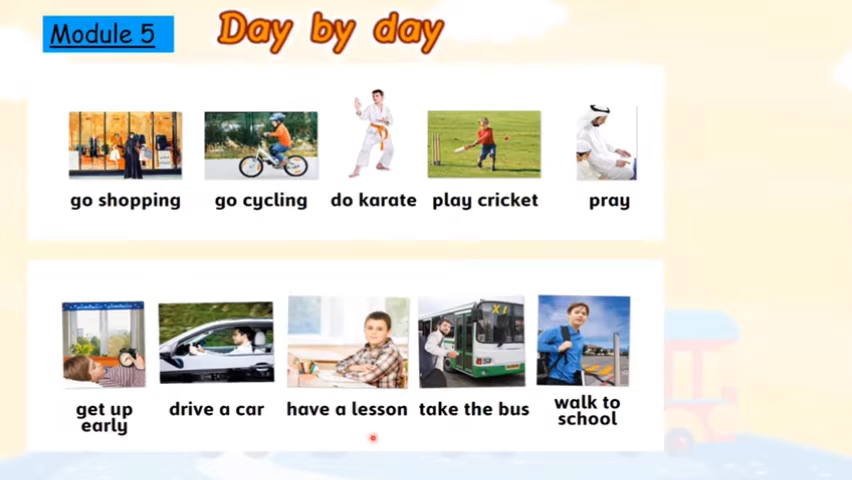 Module 5
Day by day
go shopping
go cycling
do karate
play cricket
pray
get up
early
drive a car
have a lesson
take the bus
walk to
school
X1